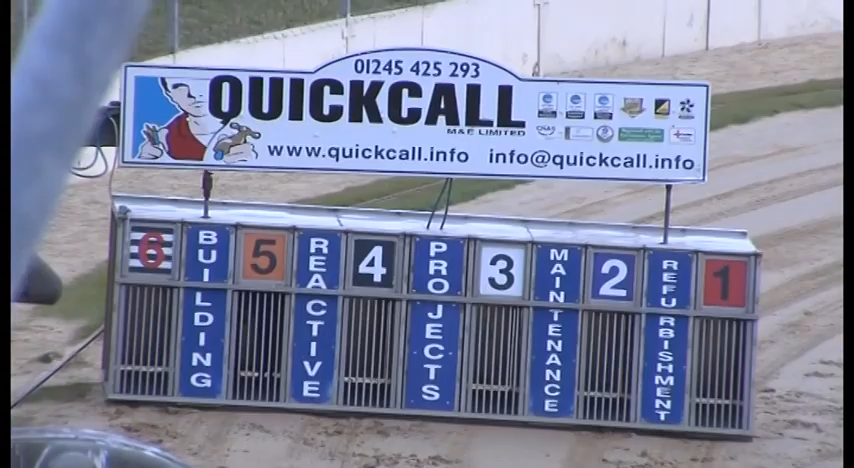 01245 425 293
QUICKCALL
M&E LIMITED
www.quickcall.info info@quickcall.info
6
BUILDING
5
REACTIVE
4
PROJECTS
3
MAINTENANCE
2
REFURBISHMENT
1